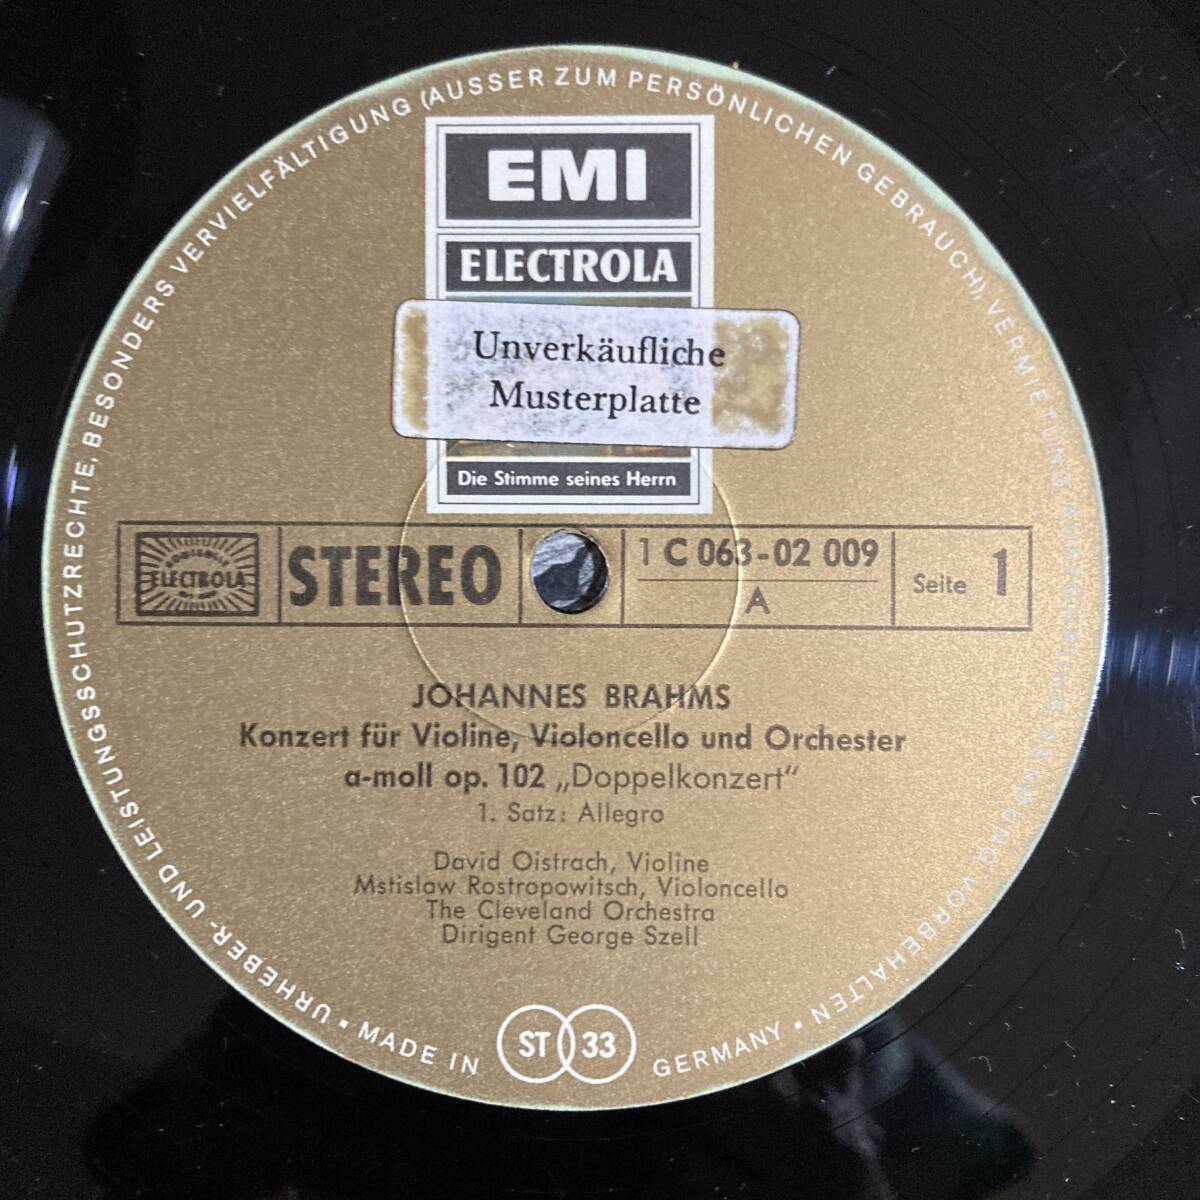 URHEBER- UND LEISTUNGSSCHUTZRECHTE, BESONDERS VERVIELFÄLTIGUNG (AUSSER ZUM PERSÖNLICHEN GEBRAUCH), VERMIETUNG, AUFFÜHRUNG, SENDUNG, VORBEHALTEN
EMI
ELECTROLA
Unverkäufliche
Musterplatte
Die Stimme seines Herrn
ELECTROLA
STEREO
1 C 063-02 009
A
Seite 1
JOHANNES BRAHMS
Konzert für Violine, Violoncello und Orchester
a-moll op. 102 „Doppelkonzert“
1. Satz: Allegro
David Oistrach, Violine
Mstislaw Rostropowitsch, Violoncello
The Cleveland Orchestra
Dirigent George Szell
▪ MADE IN ST 33 GERMANY ▪